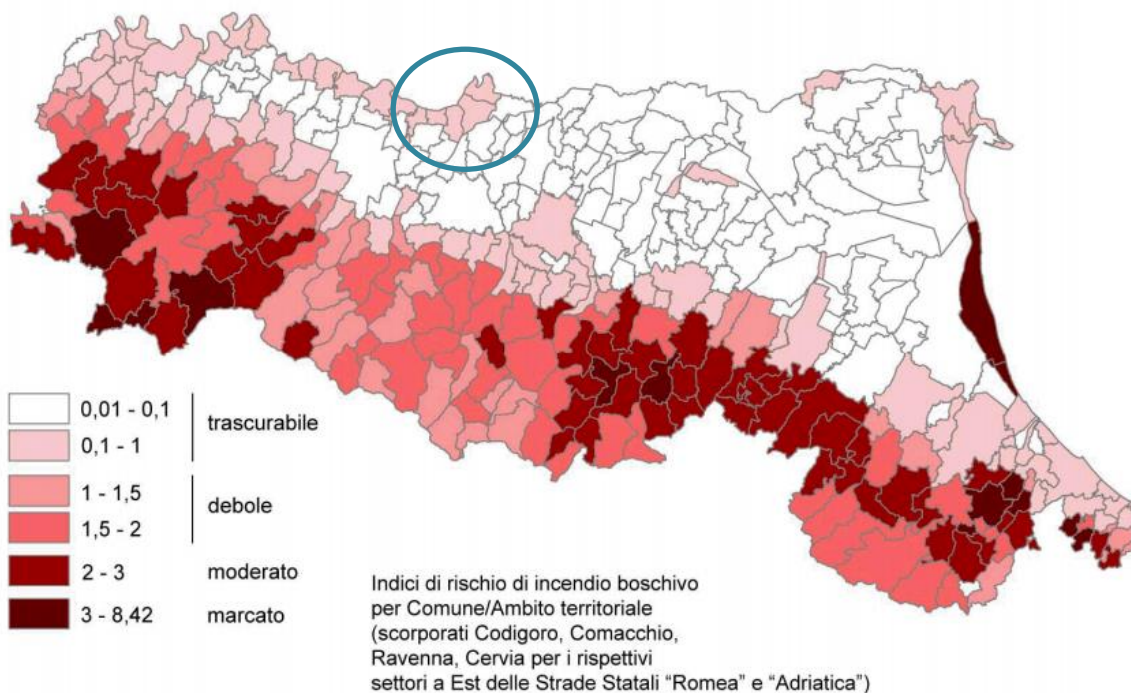 0,01 - 0,1
trascurabile
0,1 - 1
1 - 1,5
debole
1,5 - 2
2 - 3 moderato
3 - 8,42 marcato
Indici di rischio di incendio boschivo
per Comune/Ambito territoriale
(scorporati Codigoro, Comacchio,
Ravenna, Cervia per i rispettivi
settori a Est delle Strade Statali “Romea” e “Adriatica”)